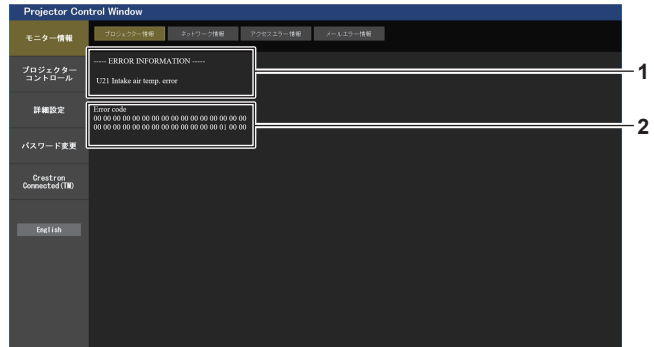 Projector Control Window
モニター情報
プロジェクター情報 ネットワーク情報 アクセスエラー情報 メールエラー情報
----- ERROR INFORMATION -----
U21 Intake air temp. error
1
プロジェクター
コントロール
詳細設定
Error code
00 00 00 00 00 00 00 00 00 00 00 00 00 00 00 00
00 00 00 00 00 00 00 00 00 00 00 00 00 01 00 00
2
パスワード変更
Crestron
Connected(TM)
English